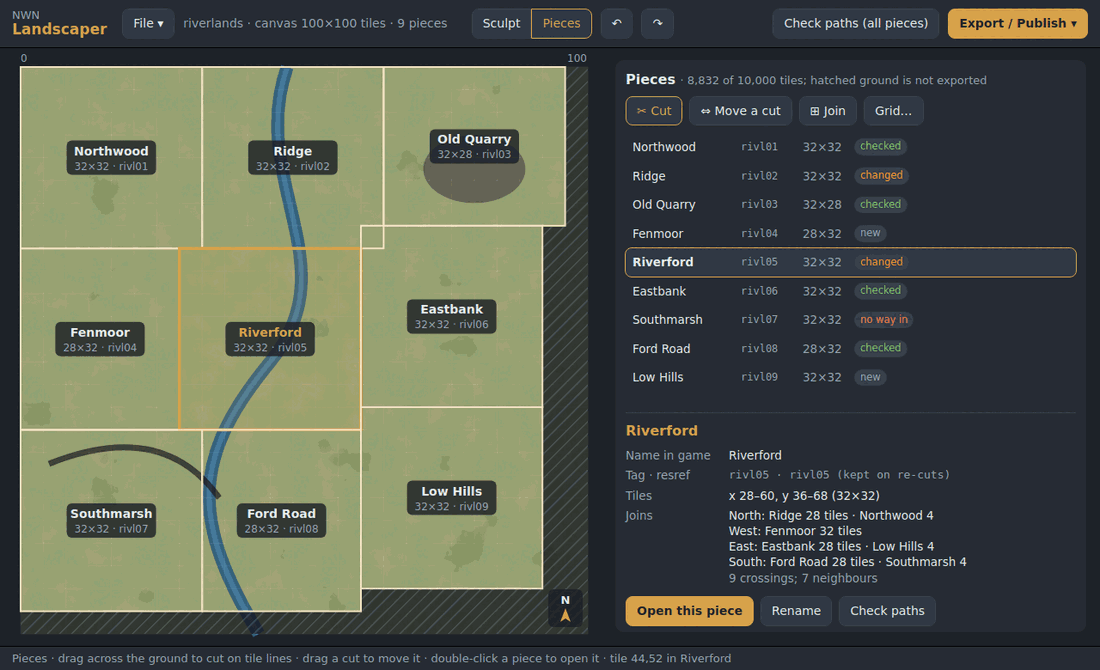 NWN
Landscaper
File ▾
riverlands · canvas 100×100 tiles · 9 pieces
Sculpt
Pieces
↶
↷
Check paths (all pieces)
Export / Publish ▾
0
100
Northwood
32×32 · rivl01
Ridge
32×32 · rivl02
Old Quarry
32×28 · rivl03
Fenmoor
28×32 · rivl04
Riverford
32×32 · rivl05
Eastbank
32×32 · rivl06
Southmarsh
32×32 · rivl07
Ford Road
28×32 · rivl08
Low Hills
32×32 · rivl09
N
Pieces · 8,832 of 10,000 tiles; hatched ground is not exported
✂ Cut
⇔ Move a cut
⊞ Join
Grid…
Northwood rivl01 32×32 checked
Ridge rivl02 32×32 changed
Old Quarry rivl03 32×28 checked
Fenmoor rivl04 28×32 new
Riverford rivl05 32×32 changed
Eastbank rivl06 32×32 checked
Southmarsh rivl07 32×32 no way in
Ford Road rivl08 28×32 checked
Low Hills rivl09 32×32 new
Riverford
Name in game Riverford
Tag · resref rivl05 · rivl05 (kept on re-cuts)
Tiles x 28–60, y 36–68 (32×32)
Joins North: Ridge 28 tiles · Northwood 4
West: Fenmoor 32 tiles
East: Eastbank 28 tiles · Low Hills 4
South: Ford Road 28 tiles · Southmarsh 4
9 crossings; 7 neighbours
Open this piece
Rename
Check paths
Pieces · drag across the ground to cut on tile lines · drag a cut to move it · double-click a piece to open it · tile 44,52 in Riverford